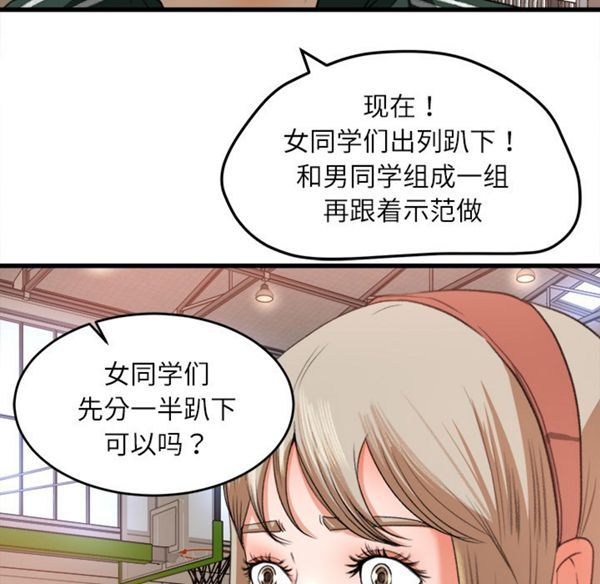 现在！
女同学们出列趴下！
和男同学组成一组
再跟着示范做
女同学们
先分一半趴下
可以吗？